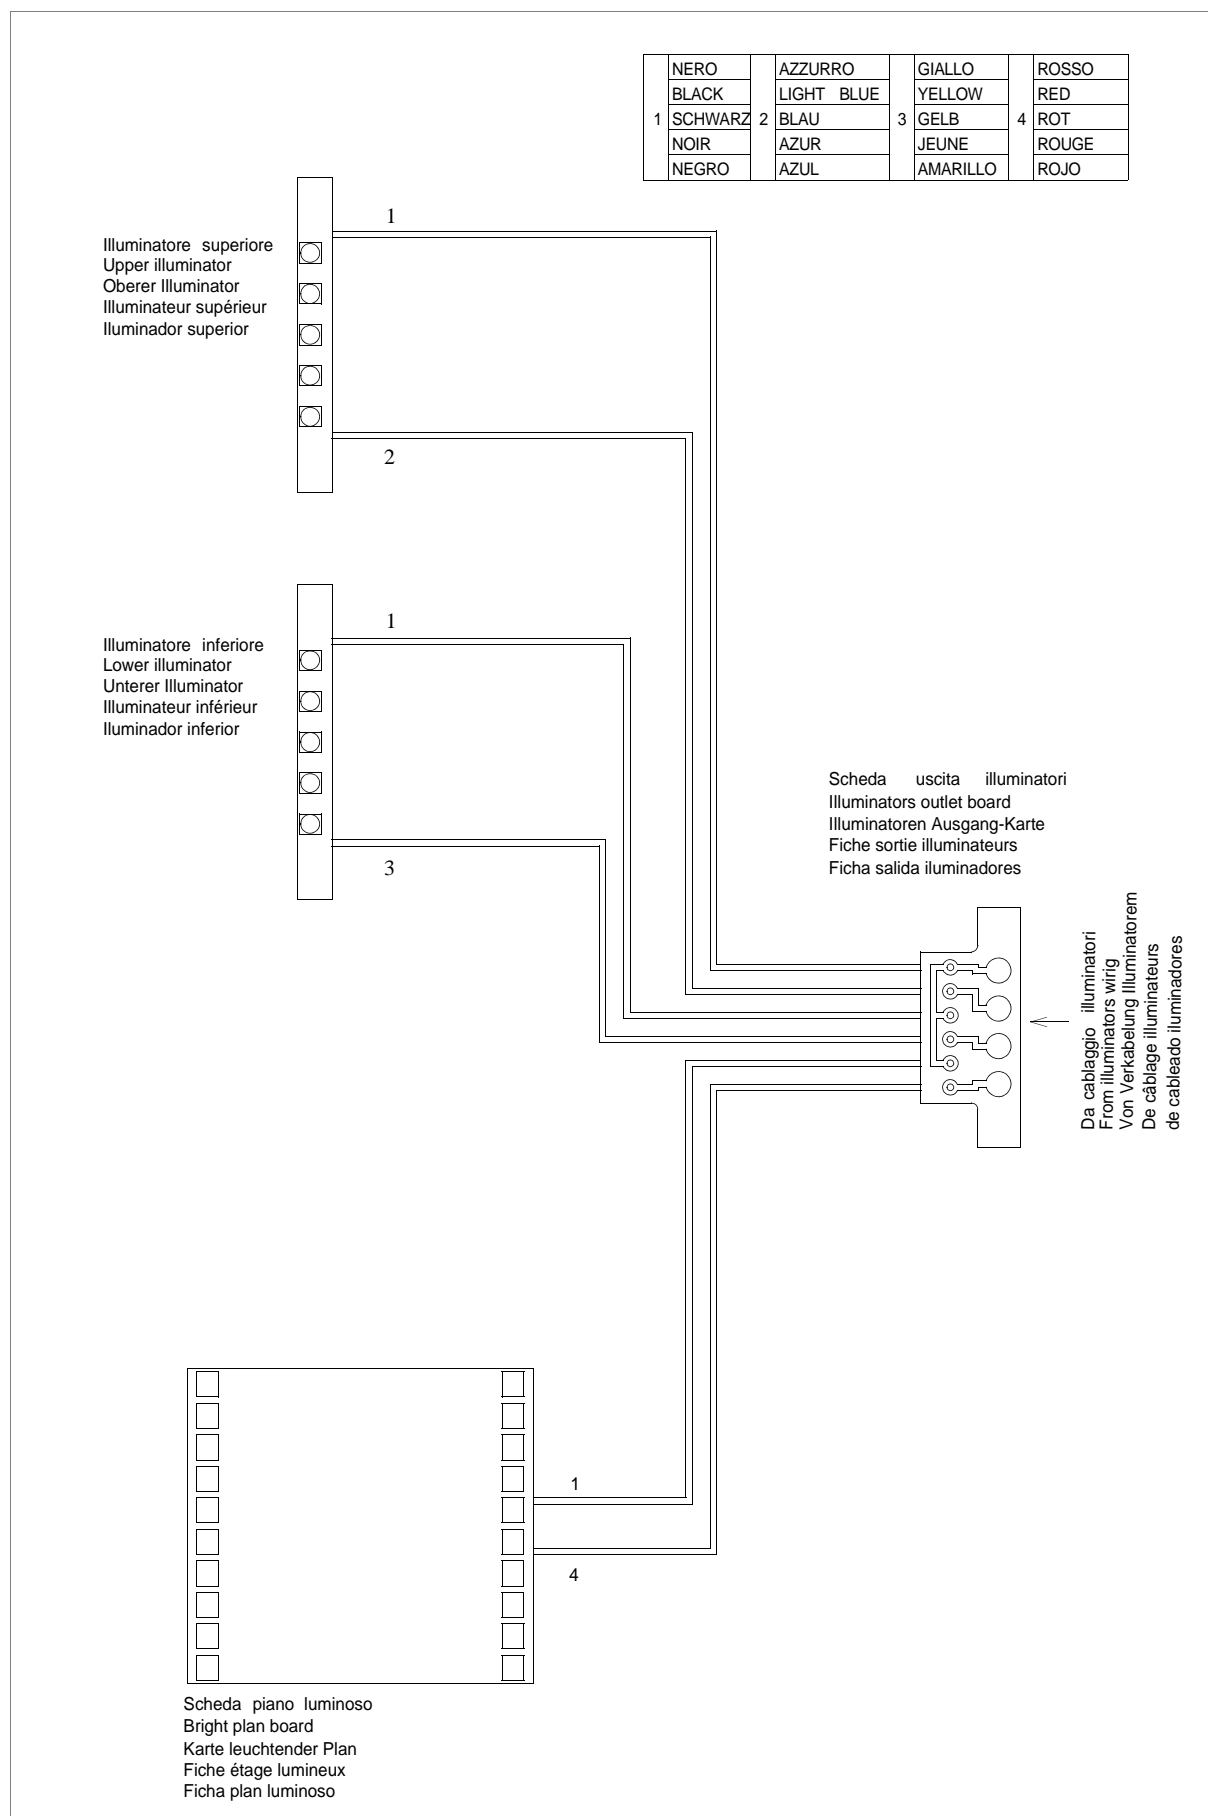 NERO AZZURRO GIALLO ROSSO
BLACK LIGHT BLUE YELLOW RED
1 SCHWARZ 2 BLAU 3 GELB 4 ROT
NOIR AZUR JEUNE ROUGE
NEGRO AZUL AMARILLO ROJO
1
Illuminatore superiore
Upper illuminator
Oberer Illuminator
Illuminateur supérieur
Iluminador superior
2
1
Illuminatore inferiore
Lower illuminator
Unterer Illuminator
Illuminateur inférieur
Iluminador inferior
3
Scheda uscita illuminatori
Illuminators outlet board
Illuminatoren Ausgang-Karte
Fiche sortie illuminateurs
Ficha salida iluminadores
Da cablaggio illuminatori
From illuminators wirig
Von Verkabelung Illuminatorem
De câblage illuminateurs
de cableado iluminadores
1
4
Scheda piano luminoso
Bright plan board
Karte leuchtender Plan
Fiche étage lumineux
Ficha plan luminoso